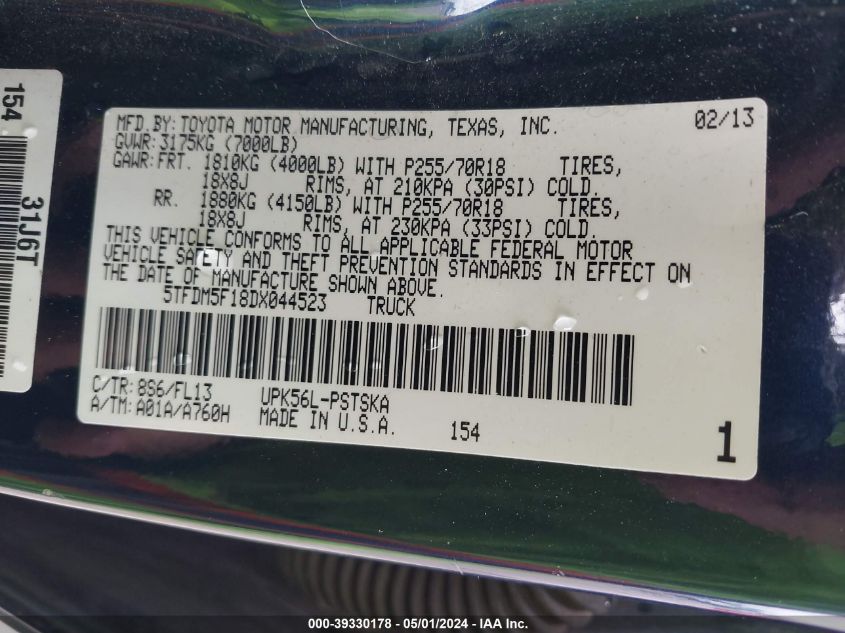 MFD.BY:TOYOTA MOTOR MANUFACTURING, TEXAS, INC. 02/13
GVWR:3175KG (7000LB)
GAWR:FRT. 1810KG (4000LB) WITH P255/70R18 TIRES,
18X8J RIMS, AT 210KPA (30PSI) COLD.
RR. 1880KG (4150LB) WITH P255/70R18 TIRES,
18X8J RIMS, AT 230KPA (33PSI) COLD.
THIS VEHICLE CONFORMS TO ALL APPLICABLE FEDERAL MOTOR
VEHICLE SAFETY AND THEFT PREVENTION STANDARDS IN EFFECT ON
THE DATE OF MANUFACTURE SHOWN ABOVE.
5TFDM5F18DX044523 TRUCK
C/TR:8S6/FL13 UPK56L-PSTSKA
A/TM:A01A/A760H MADE IN U.S.A. 154 1
154
31J6T
000-39330178 - 05/01/2024 - IAA Inc.